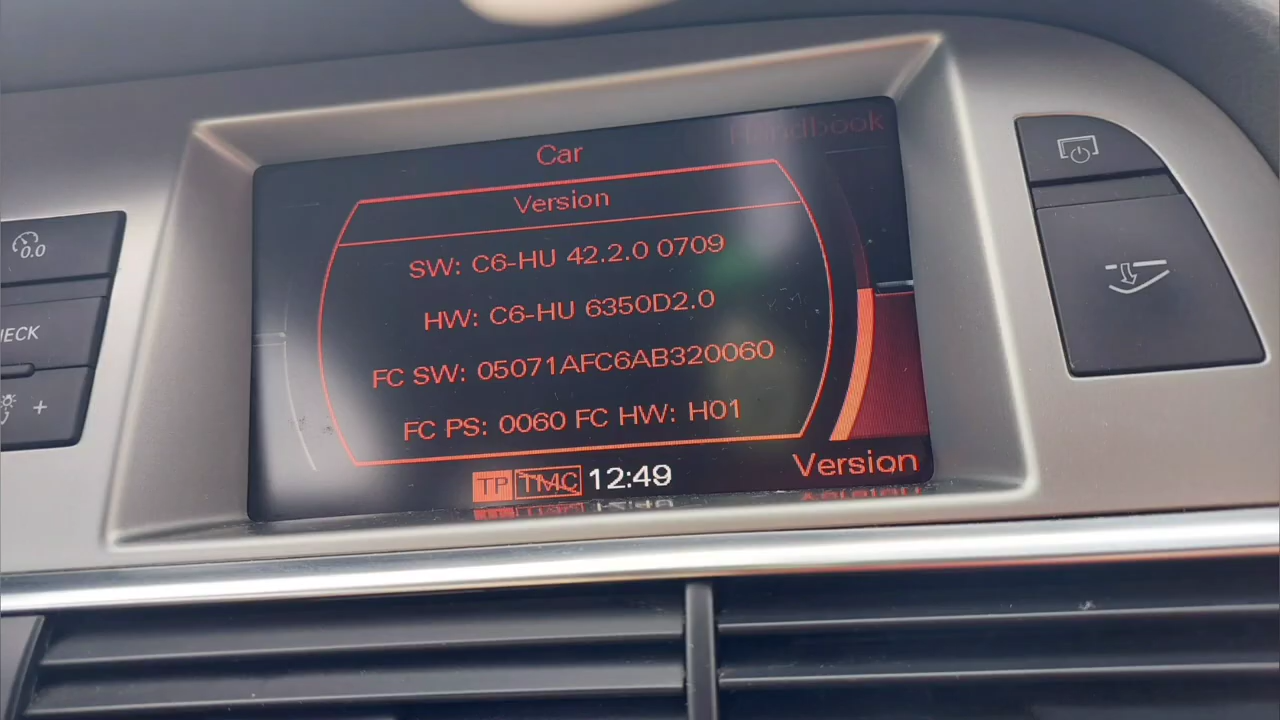 Handbook
Car
Version
SW: C6-HU 42.2.0 0709
HW: C6-HU 6350D2.0
FC SW: 05071AFC6AB320060
FC PS: 0060 FC HW: H01
TP TMC 12:49
Version
0.0